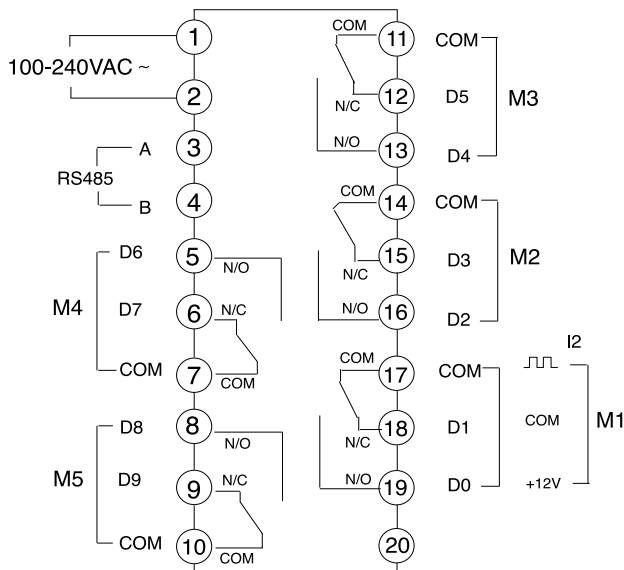 1
100-240VAC ~
2
A 3
RS485
B 4
D6 5 N/O
M4 D7 6 N/C
COM 7 COM
D8 8 N/O
M5 D9 9 N/C
COM 10 COM
COM 11 COM
N/C 12 D5 M3
N/O 13 D4
COM 14 COM
N/C 15 D3 M2
N/O 16 D2
COM 17 COM I2
N/C 18 D1 COM M1
N/O 19 D0 +12V
20